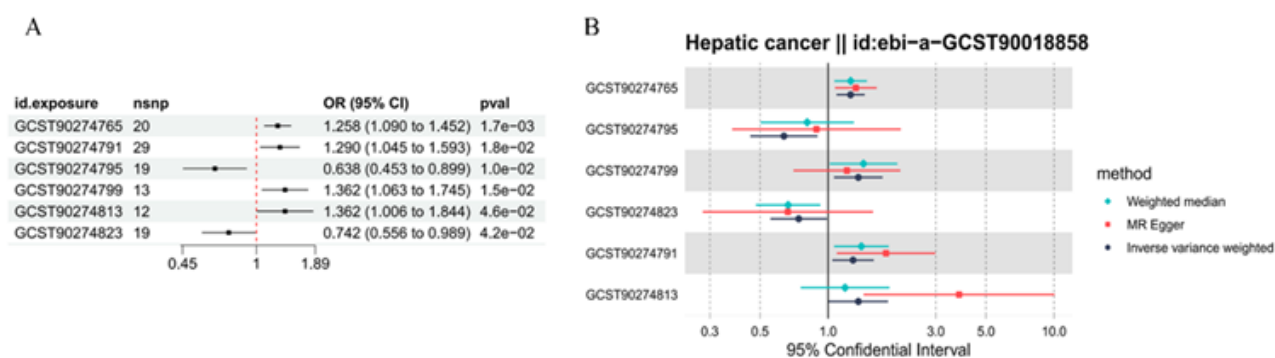 A
id.exposure nsnp OR (95% CI) pval
GCST90274765 20 1.258 (1.090 to 1.452) 1.7e−03
GCST90274791 29 1.290 (1.045 to 1.593) 1.8e−02
GCST90274795 19 0.638 (0.453 to 0.899) 1.0e−02
GCST90274799 13 1.362 (1.063 to 1.745) 1.5e−02
GCST90274813 12 1.362 (1.006 to 1.844) 4.6e−02
GCST90274823 19 0.742 (0.556 to 0.989) 4.2e−02
0.45 1 1.89
B
Hepatic cancer || id:ebi−a−GCST90018858
GCST90274765
GCST90274795
GCST90274799
GCST90274823
GCST90274791
GCST90274813
0.3 0.5 1.0 3.0 5.0 10.0
95% Confidential Interval
method
Weighted median
MR Egger
Inverse variance weighted